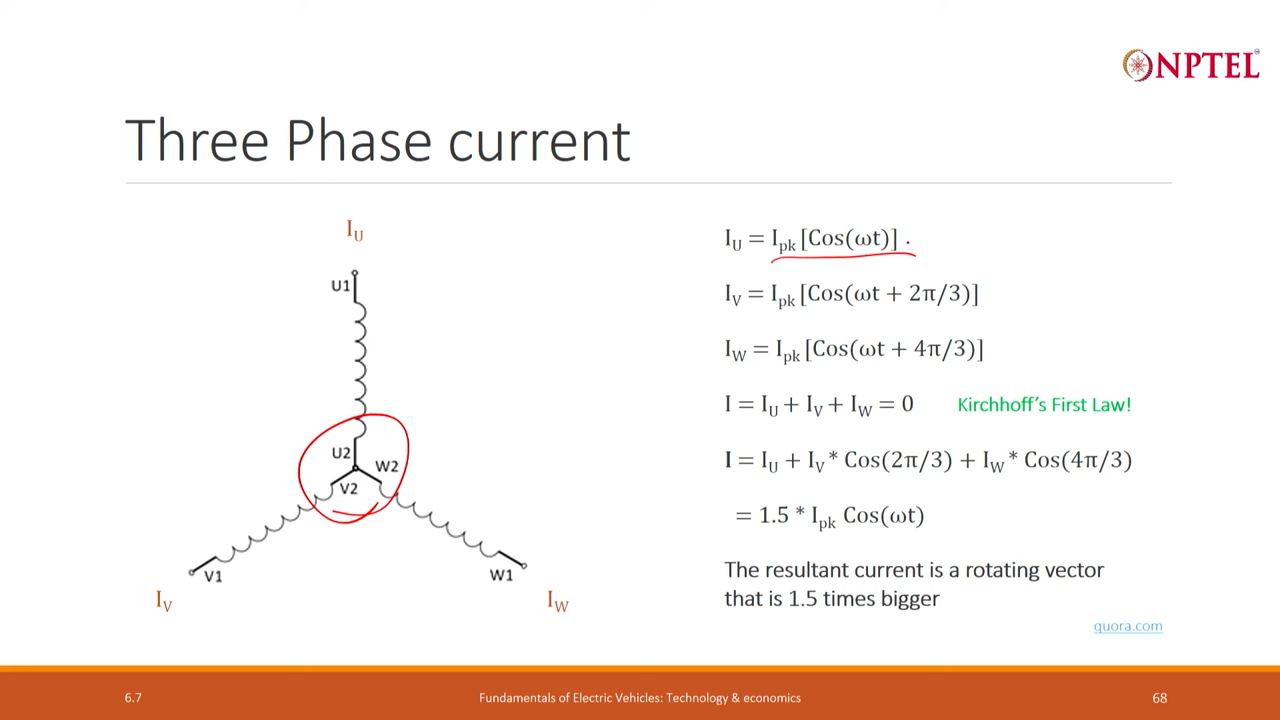 NPTEL
Three Phase current
I_U
U1
U2
W2
V2
V1
W1
I_V
I_W
I_U = I_pk [Cos(ωt)]
I_V = I_pk [Cos(ωt + 2π/3)]
I_W = I_pk [Cos(ωt + 4π/3)]
I = I_U + I_V + I_W = 0 Kirchhoff's First Law!
I = I_U + I_V* Cos(2π/3) + I_W* Cos(4π/3)
= 1.5 * I_pk Cos(ωt)
The resultant current is a rotating vector
that is 1.5 times bigger
quora.com
6.7 Fundamentals of Electric Vehicles: Technology & economics 68